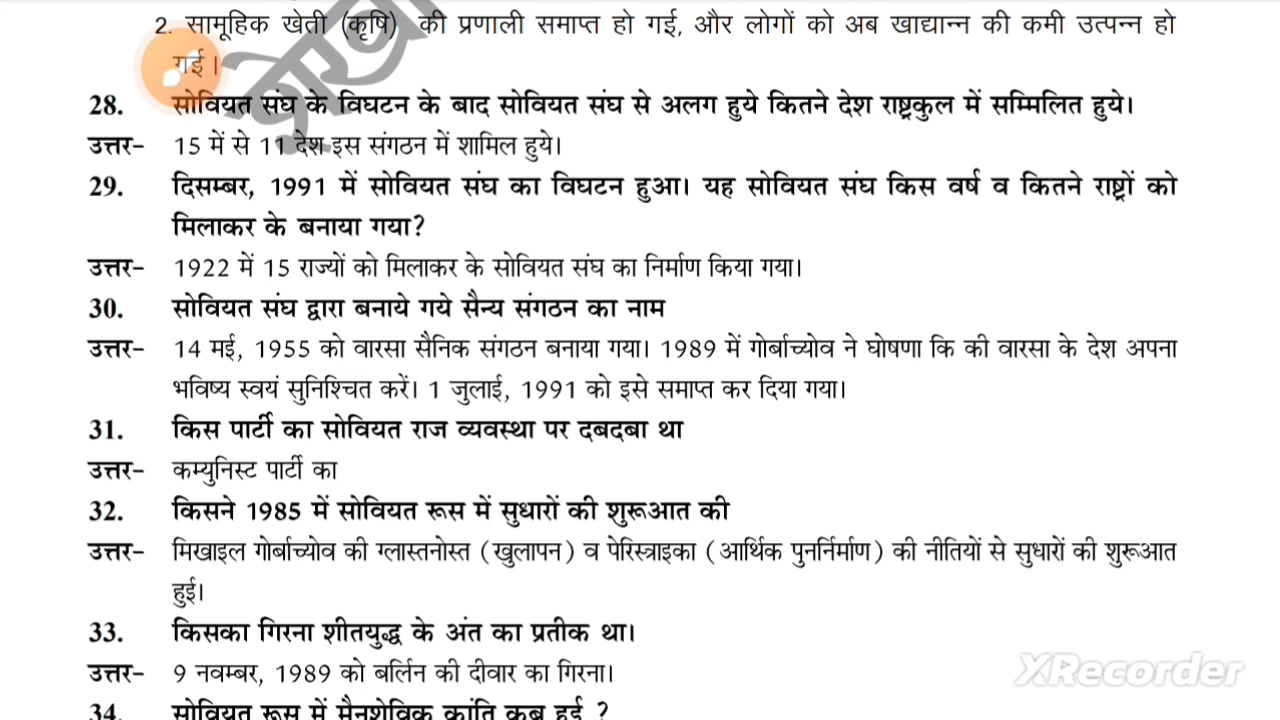 2. सामूहिक खेती (कृषि) की प्रणाली समाप्त हो गई, और लोगों को अब खाद्यान्न की कमी उत्पन्न हो
गई।
28. सोवियत संघ के विघटन के बाद सोवियत संघ से अलग हुये कितने देश राष्ट्रकुल में सम्मिलित हुये।
उत्तर- 15 में से 11 देश इस संगठन में शामिल हुये।
29. दिसम्बर, 1991 में सोवियत संघ का विघटन हुआ। यह सोवियत संघ किस वर्ष व कितने राष्ट्रों को
मिलाकर के बनाया गया?
उत्तर- 1922 में 15 राज्यों को मिलाकर के सोवियत संघ का निर्माण किया गया।
30. सोवियत संघ द्वारा बनाये गये सैन्य संगठन का नाम
उत्तर- 14 मई, 1955 को वारसा सैनिक संगठन बनाया गया। 1989 में गोर्बाच्योव ने घोषणा कि की वारसा के देश अपना
भविष्य स्वयं सुनिश्चित करें। 1 जुलाई, 1991 को इसे समाप्त कर दिया गया।
31. किस पार्टी का सोवियत राज व्यवस्था पर दबदबा था
उत्तर- कम्युनिस्ट पार्टी का
32. किसने 1985 में सोवियत रूस में सुधारों की शुरूआत की
उत्तर- मिखाइल गोर्बाच्योव की ग्लास्तनोस्त (खुलापन) व पेरिस्त्राइका (आर्थिक पुनर्निर्माण) की नीतियों से सुधारों की शुरूआत
हुई।
33. किसका गिरना शीतयुद्ध के अंत का प्रतीक था।
उत्तर- 9 नवम्बर, 1989 को बर्लिन की दीवार का गिरना।
XRecorder
34. सोवियत रूस में मैनशेविक क्रांति कब हुई ?